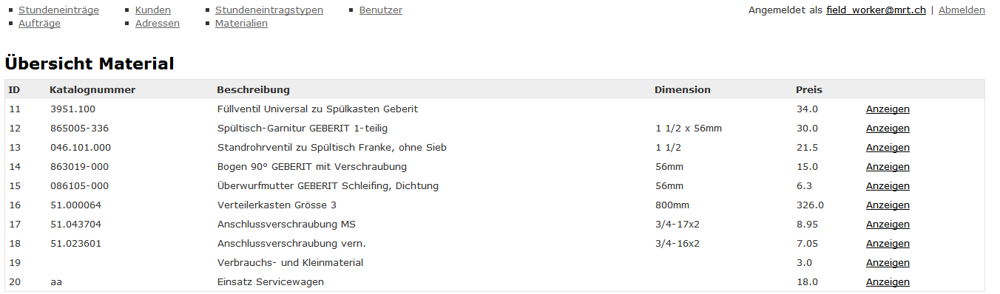 Stundeneinträge Kunden Stundeneintragstypen Benutzer Angemeldet als field_worker@mrt.ch | Abmelden
Aufträge Adressen Materialien
Übersicht Material
ID Katalognummer Beschreibung Dimension Preis
11 3951.100 Füllventil Universal zu Spülkasten Geberit 34.0 Anzeigen
12 865005-336 Spültisch-Garnitur GEBERIT 1-teilig 1 1/2 x 56mm 30.0 Anzeigen
13 046.101.000 Standrohrventil zu Spültisch Franke, ohne Sieb 1 1/2 21.5 Anzeigen
14 863019-000 Bogen 90° GEBERIT mit Verschraubung 56mm 15.0 Anzeigen
15 086105-000 Überwurfmutter GEBERIT Schleifing, Dichtung 56mm 6.3 Anzeigen
16 51.000064 Verteilerkasten Grösse 3 800mm 326.0 Anzeigen
17 51.043704 Anschlussverschraubung MS 3/4-17x2 8.95 Anzeigen
18 51.023601 Anschlussverschraubung vern. 3/4-16x2 7.05 Anzeigen
19 Verbrauchs- und Kleinmaterial 3.0 Anzeigen
20 aa Einsatz Servicewagen 18.0 Anzeigen